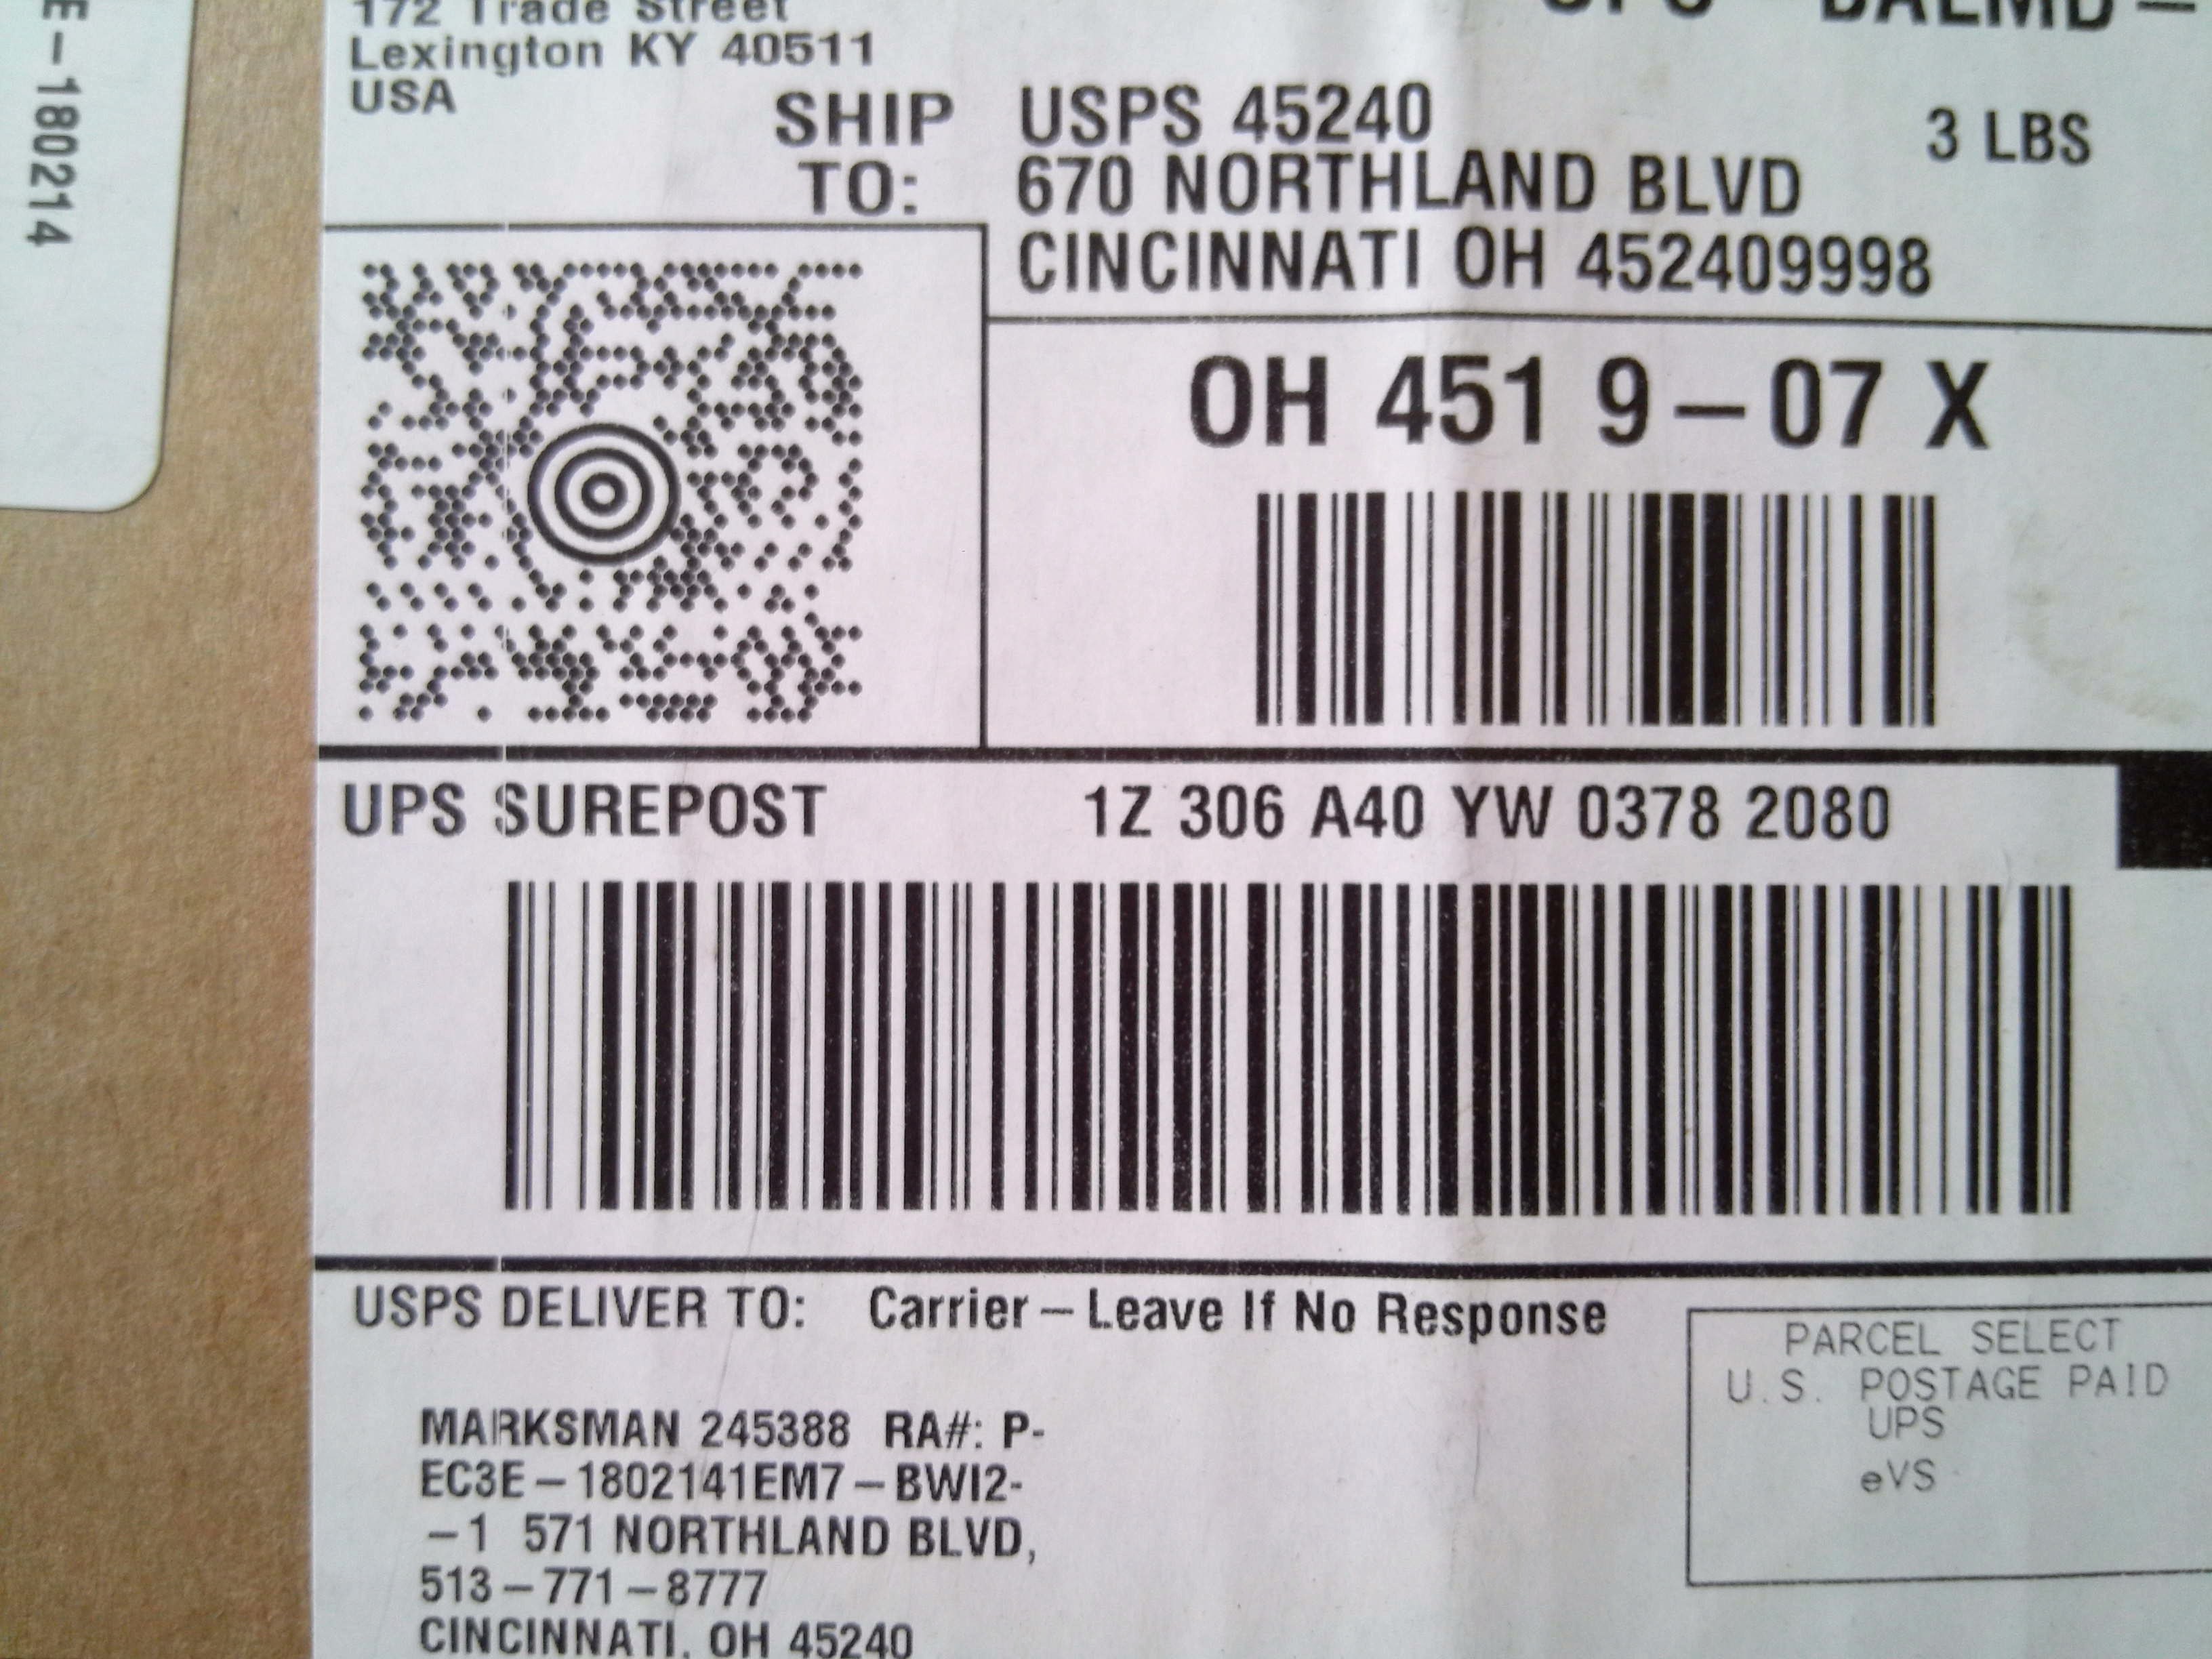 E-180214
172 Trade Street
Lexington KY 40511
USA
3 LBS
SHIP TO:
USPS 45240
670 NORTHLAND BLVD
CINCINNATI OH 452409998
OH 451 9-07 X
UPS SUREPOST 1Z 306 A40 YW 0378 2080
USPS DELIVER TO: Carrier-Leave If No Response
MARKSMAN 245388 RA#: P-
EC3E-1802141EM7-BWI2-
-1 571 NORTHLAND BLVD,
513-771-8777
CINCINNATI, OH 45240
PARCEL SELECT
U.S. POSTAGE PAID
UPS
eVS